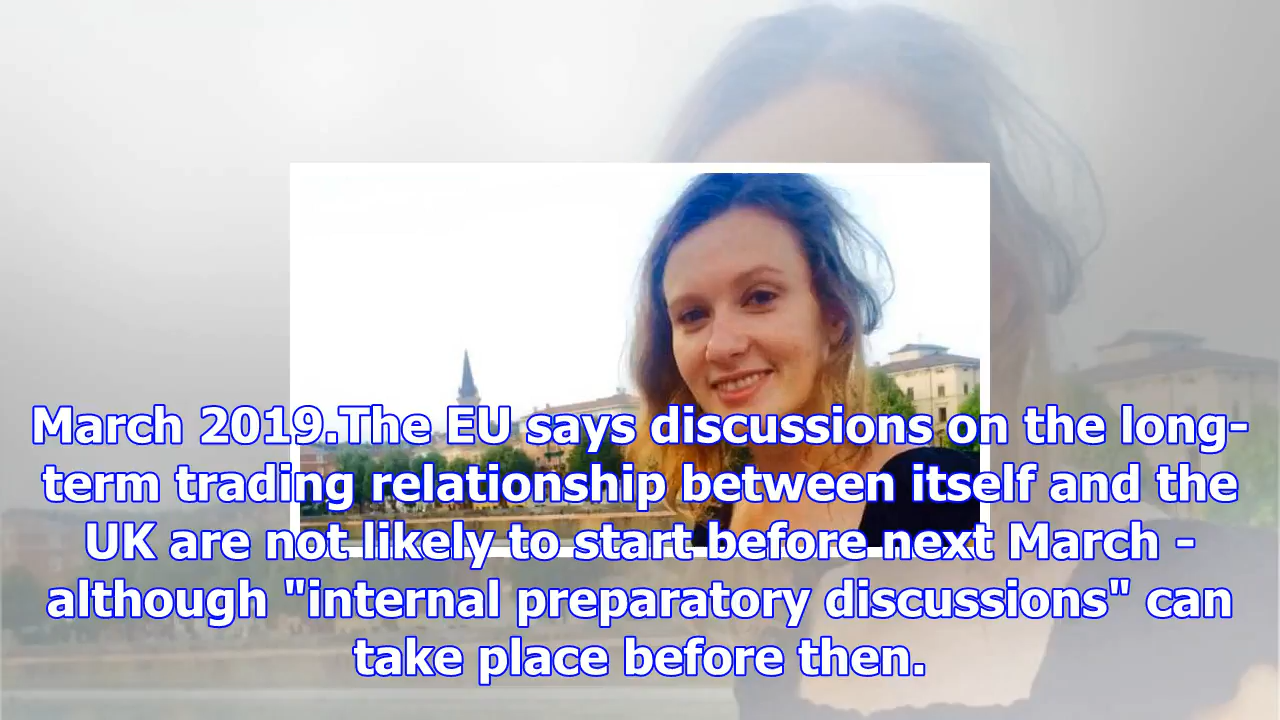 March 2019.The EU says discussions on the long-
term trading relationship between itself and the
UK are not likely to start before next March -
although "internal preparatory discussions" can
take place before then.